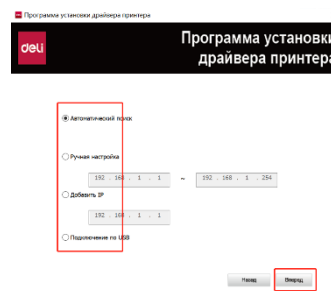 Программа установки драйвера принтера
deli
Программа установки
драйвера принтера
Автоматический поиск
Ручная настройка
192 . 168 . 1 . 1 ~ 192 . 168 . 1 . 254
Добавить IP
192 . 168 . 1 . 1
Подключение по USB
Назад Вперед